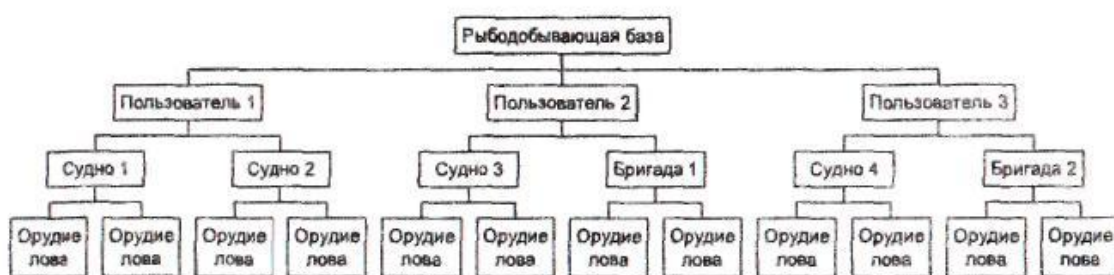 Рыбодобывающая база
Пользователь 1 Пользователь 2 Пользователь 3
Судно 1 Судно 2 Судно 3 Бригада 1 Судно 4 Бригада 2
Орудие Орудие Орудие Орудие Орудие Орудие Орудие Орудие Орудие Орудие Орудие Орудие
лова лова лова лова лова лова лова лова лова лова лова лова